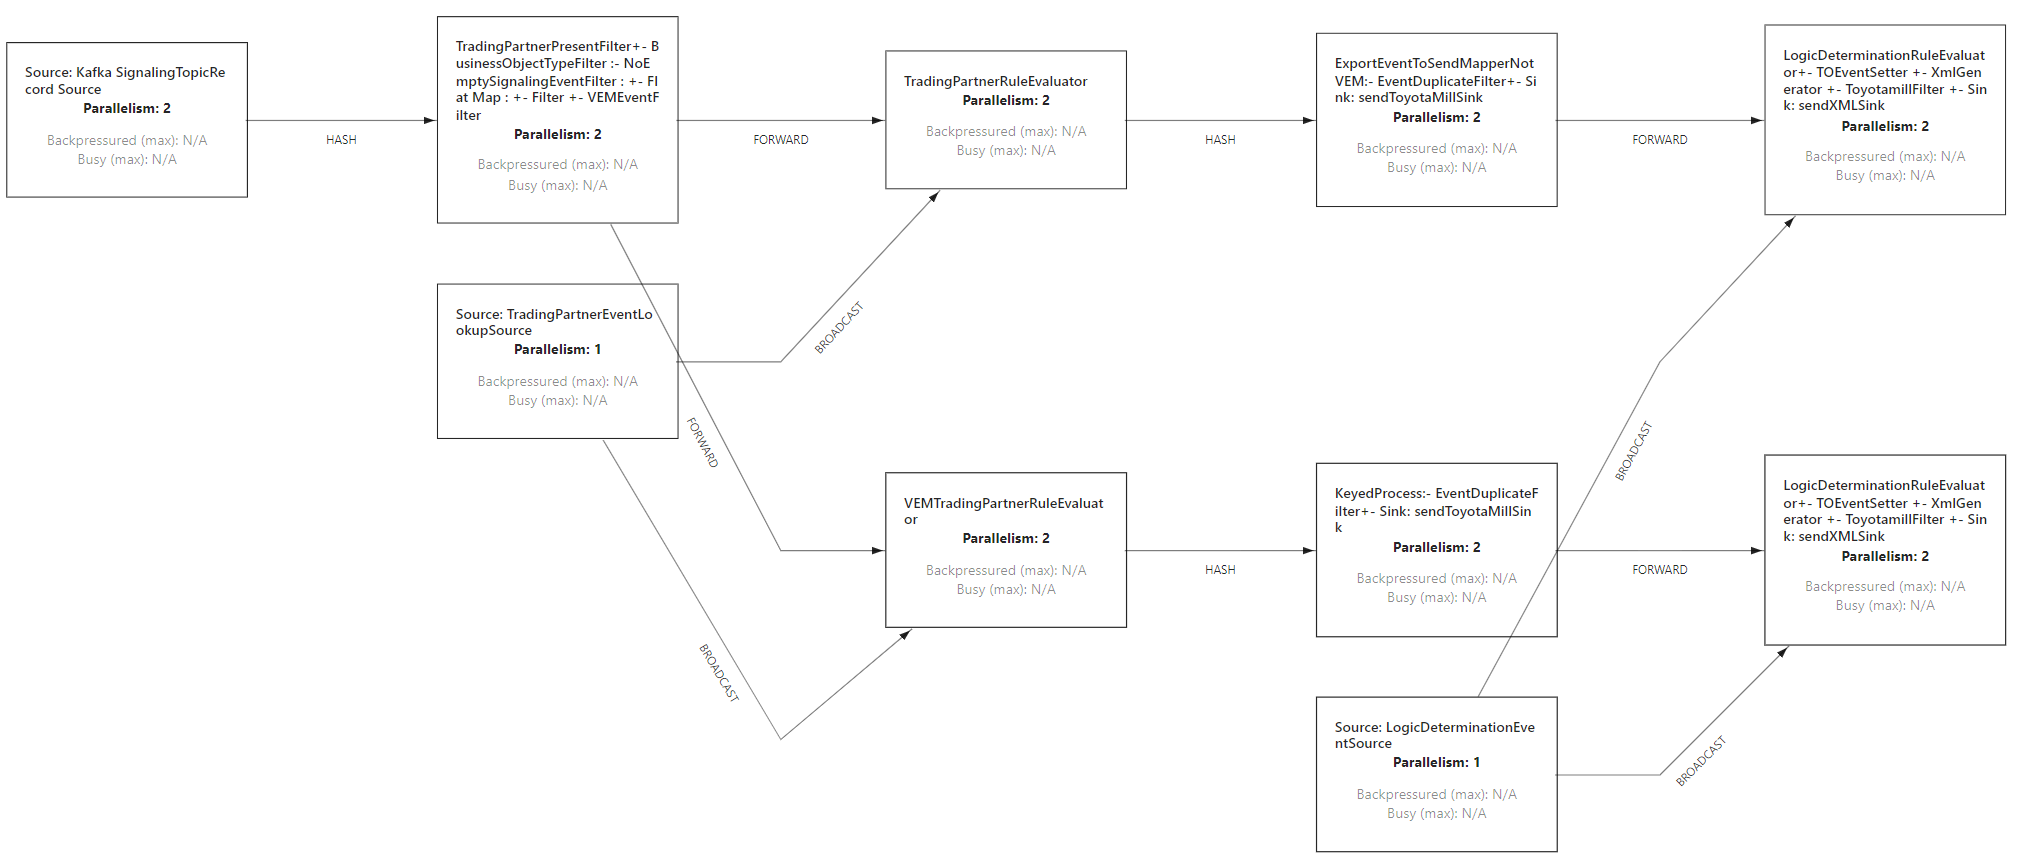 Source: Kafka SignalingTopicRe
cord Source
Parallelism: 2
Backpressured (max): N/A
Busy (max): N/A
HASH
TradingPartnerPresentFilter+- B
usinessObjectTypeFilter :- NoE
mptySignalingEventFilter : +- Fl
at Map : +- Filter +- VEMEventF
ilter
Parallelism: 2
Backpressured (max): N/A
Busy (max): N/A
FORWARD
TradingPartnerRuleEvaluator
Parallelism: 2
Backpressured (max): N/A
Busy (max): N/A
HASH
ExportEventToSendMapperNot
VEM:- EventDuplicateFilter+- Si
nk: sendToyotaMillSink
Parallelism: 2
Backpressured (max): N/A
Busy (max): N/A
FORWARD
LogicDeterminationRuleEvaluat
or+- TOEventSetter +- XmlGen
erator +- ToyotamillFilter +- Sin
k: sendXMLSink
Parallelism: 2
Backpressured (max): N/A
Busy (max): N/A
Source: TradingPartnerEventLo
okupSource
Parallelism: 1
Backpressured (max): N/A
Busy (max): N/A
BROADCAST
FORWARD
BROADCAST
VEMTradingPartnerRuleEvaluat
or
Parallelism: 2
Backpressured (max): N/A
Busy (max): N/A
HASH
KeyedProcess:- EventDuplicateF
ilter+- Sink: sendToyotaMillSin
k
Parallelism: 2
Backpressured (max): N/A
Busy (max): N/A
FORWARD
BROADCAST
LogicDeterminationRuleEvaluat
or+- TOEventSetter +- XmlGen
erator +- ToyotamillFilter +- Sin
k: sendXMLSink
Parallelism: 2
Backpressured (max): N/A
Busy (max): N/A
Source: LogicDeterminationEve
ntSource
Parallelism: 1
Backpressured (max): N/A
Busy (max): N/A
BROADCAST